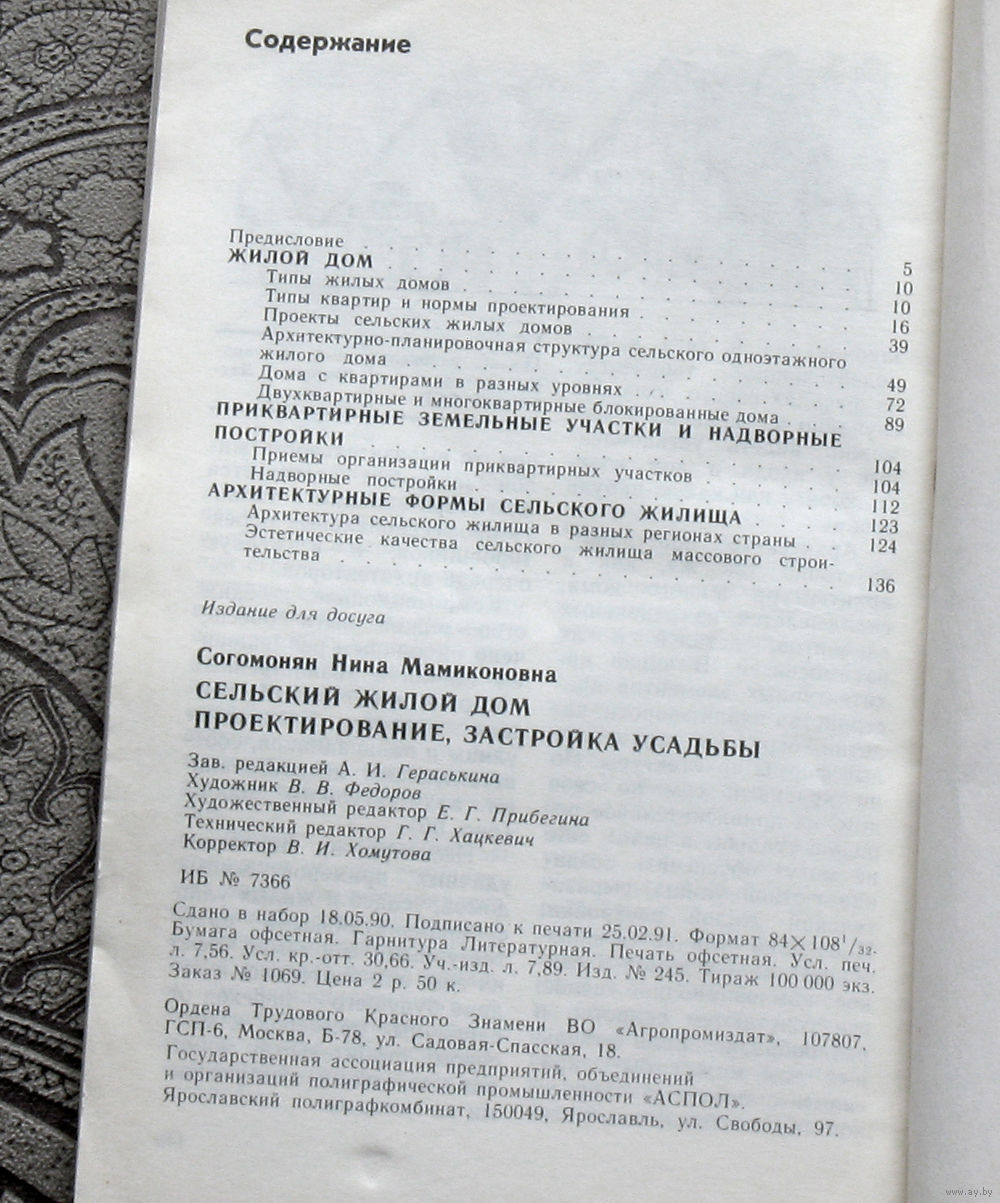 Содержание
Предисловие . . . . . . . . . . . . . . . . 5
ЖИЛОЙ ДОМ . . . . . . . . . . . . . . . . 10
Типы жилых домов . . . . . . . . . . . . . . 10
Типы квартир и нормы проектирования . . . . . . . . 16
Проекты сельских жилых домов . . . . . . . . . . 39
Архитектурно-планировочная структура сельского одноэтажного
жилого дома . . . . . . . . . . . . . . . . 49
Дома с квартирами в разных уровнях . . . . . . . . 72
Двухквартирные и многоквартирные блокированные дома . . . 89
ПРИКВАРТИРНЫЕ ЗЕМЕЛЬНЫЕ УЧАСТКИ И НАДВОРНЫЕ
ПОСТРОЙКИ . . . . . . . . . . . . . . . . 104
Приемы организации приквартирных участков . . . . . . 104
Надворные постройки . . . . . . . . . . . . . 112
АРХИТЕКТУРНЫЕ ФОРМЫ СЕЛЬСКОГО ЖИЛИЩА . . . . 123
Архитектура сельского жилища в разных регионах страны . . 124
Эстетические качества сельского жилища массового строи-
тельства . . . . . . . . . . . . . . . . . 136
Издание для досуга
Согомонян Нина Мамиконовна
СЕЛЬСКИЙ ЖИЛОЙ ДОМ
ПРОЕКТИРОВАНИЕ, ЗАСТРОЙКА УСАДЬБЫ
Зав. редакцией А. И. Гераськина
Художник В. В. Федоров
Художественный редактор Е. Г. Прибегина
Технический редактор Г. Г. Хацкевич
Корректор В. И. Хомутова
ИБ № 7366
Сдано в набор 18.05.90. Подписано к печати 25.02.91. Формат 84×108¹/₃₂.
Бумага офсетная. Гарнитура Литературная. Печать офсетная. Усл. печ.
л. 7,56. Усл. кр.-отт. 30,66. Уч.-изд. л. 7,89. Изд. № 245. Тираж 100 000 экз.
Заказ № 1069. Цена 2 р. 50 к.
Ордена Трудового Красного Знамени ВО «Агропромиздат», 107807,
ГСП-6, Москва, Б-78, ул. Садовая-Спасская, 18.
Государственная ассоциация предприятий, объединений
и организаций полиграфической промышленности «АСПОЛ».
Ярославский полиграфкомбинат, 150049, Ярославль, ул. Свободы, 97.
www.ay.by